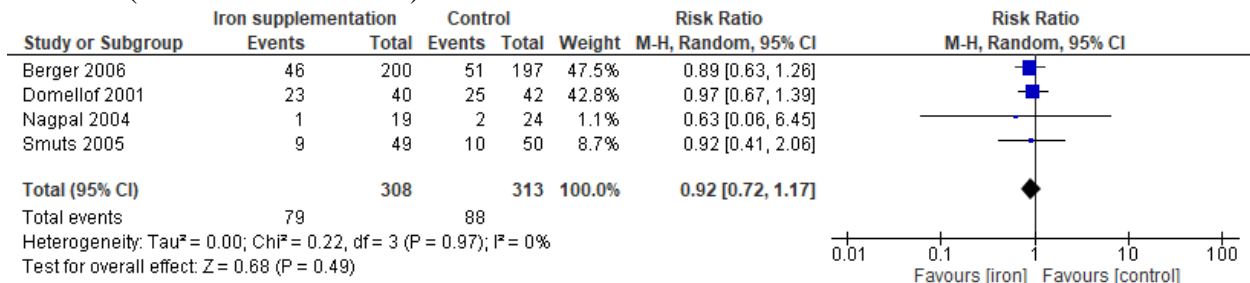 Iron supplementation Control Risk Ratio Risk Ratio
Study or Subgroup Events Total Events Total Weight M-H, Random, 95% CI M-H, Random, 95% CI
Berger 2006 46 200 51 197 47.5% 0.89 [0.63, 1.26]
Domellof 2001 23 40 25 42 42.8% 0.97 [0.67, 1.39]
Nagpal 2004 1 19 2 24 1.1% 0.63 [0.06, 6.45]
Smuts 2005 9 49 10 50 8.7% 0.92 [0.41, 2.06]
Total (95% CI) 308 313 100.0% 0.92 [0.72, 1.17]
Total events 79 88
Heterogeneity: Tau² = 0.00; Chi² = 0.22, df = 3 (P = 0.97); I² = 0%
Test for overall effect: Z = 0.68 (P = 0.49)
0.01 0.1 1 10 100
Favours [iron] Favours [control]